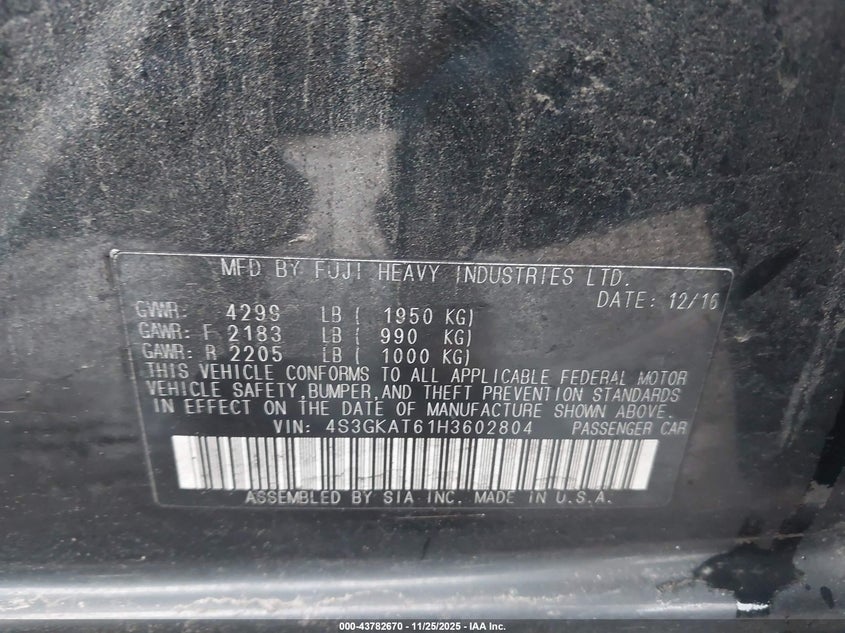 MFD BY FUJI HEAVY INDUSTRIES LTD.
DATE: 12/16
GVWR: 4299 LB ( 1950 KG)
GAWR: F 2183 LB ( 990 KG)
GAWR: R 2205 LB ( 1000 KG)
THIS VEHICLE CONFORMS TO ALL APPLICABLE FEDERAL MOTOR
VEHICLE SAFETY,BUMPER,AND THEFT PREVENTION STANDARDS
IN EFFECT ON THE DATE OF MANUFACTURE SHOWN ABOVE.
VIN: 4S3GKAT61H3602804 PASSENGER CAR
ASSEMBLED BY SIA INC. MADE IN U.S.A.
000-43782670 - 11/25/2025 - IAA Inc.